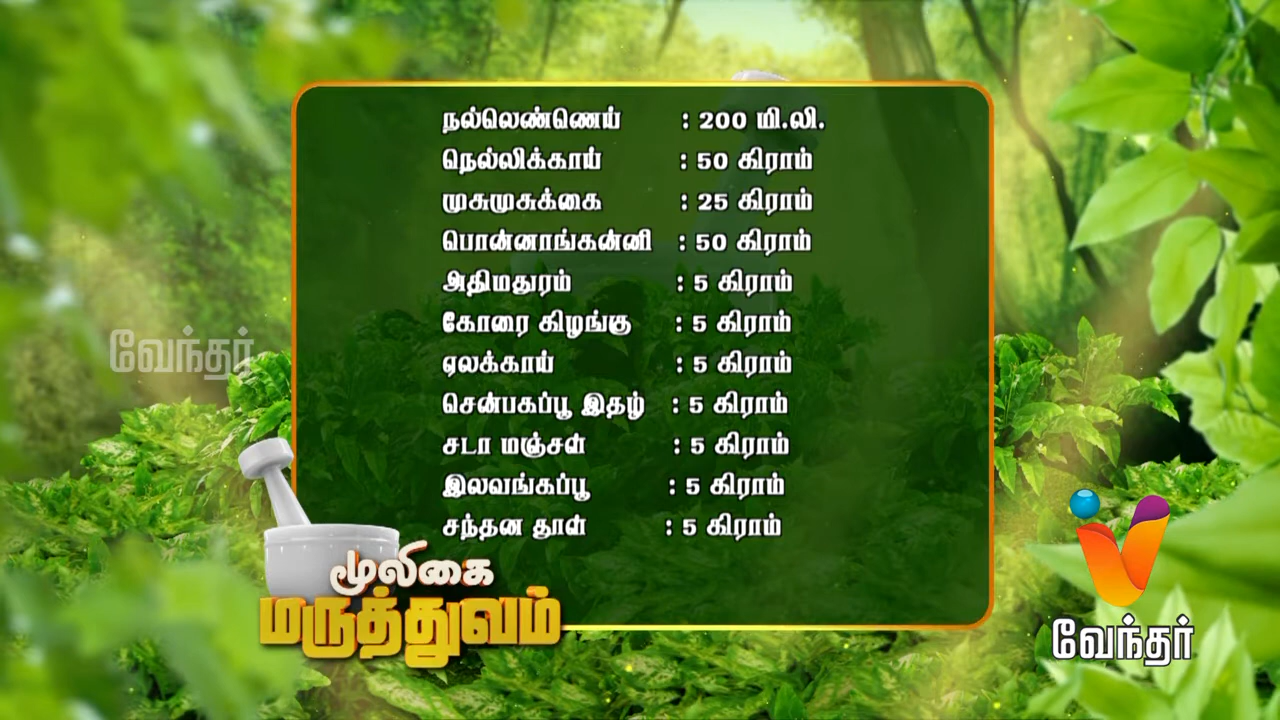 நல்லெண்ணெய் : 200 மி.லி.
நெல்லிக்காய் : 50 கிராம்
முசுமுசுக்கை : 25 கிராம்
பொன்னாங்கன்னி : 50 கிராம்
அதிமதுரம் : 5 கிராம்
கோரை கிழங்கு : 5 கிராம்
ஏலக்காய் : 5 கிராம்
சென்பகப்பூ இதழ் : 5 கிராம்
சடா மஞ்சள் : 5 கிராம்
இலவங்கப்பூ : 5 கிராம்
சந்தன தூள் : 5 கிராம்
வேந்தர்
மூலிகை
மருத்துவம்
வேந்தர்